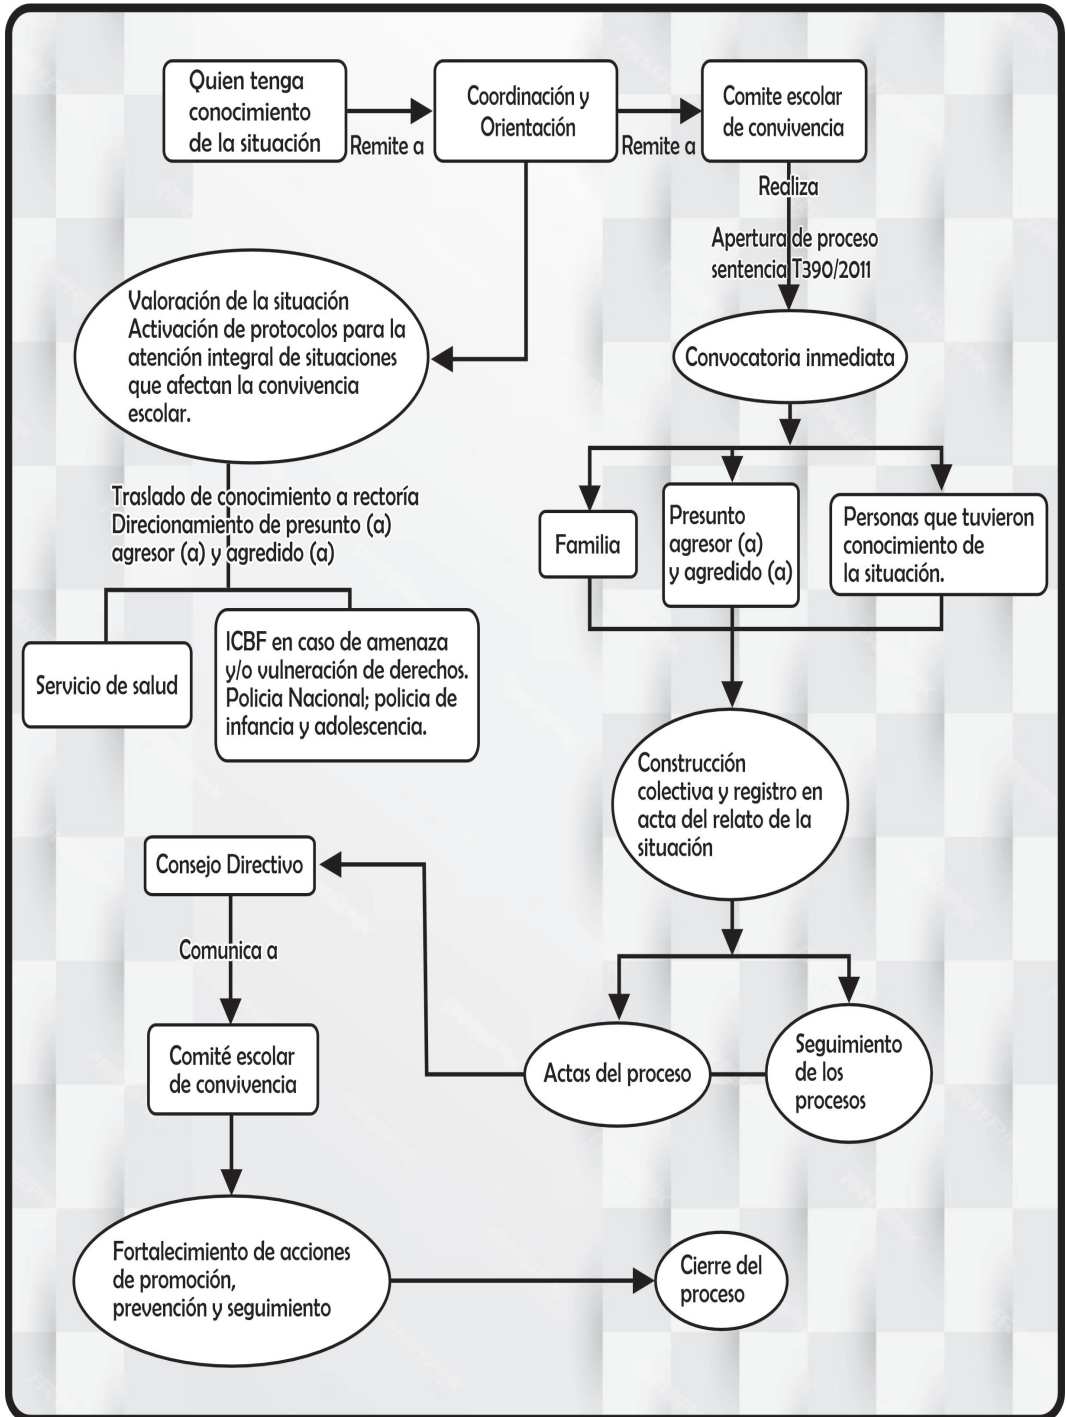 Quien tenga
conocimiento
de la situación
Remite a
Coordinación y
Orientación
Remite a
Comite escolar
de convivencia
Realiza
Apertura de proceso
sentencia T390/2011
Valoración de la situación
Activación de protocolos para la
atención integral de situaciones
que afectan la convivencia
escolar.
Convocatoria inmediata
Traslado de conocimiento a rectoría
Direcionamiento de presunto (a)
agresor (a) y agredido (a)
Familia
Presunto
agresor (a)
y agredido (a)
Personas que tuvieron
conocimiento de
la situación.
Servicio de salud
ICBF en caso de amenaza
y/o vulneración de derechos.
Policia Nacional; policia de
infancia y adolescencia.
Construcción
colectiva y registro en
acta del relato de la
situación
Consejo Directivo
Comunica a
Comité escolar
de convivencia
Actas del proceso
Seguimiento
de los
procesos
Fortalecimiento de acciones
de promoción,
prevención y seguimiento
Cierre del
proceso